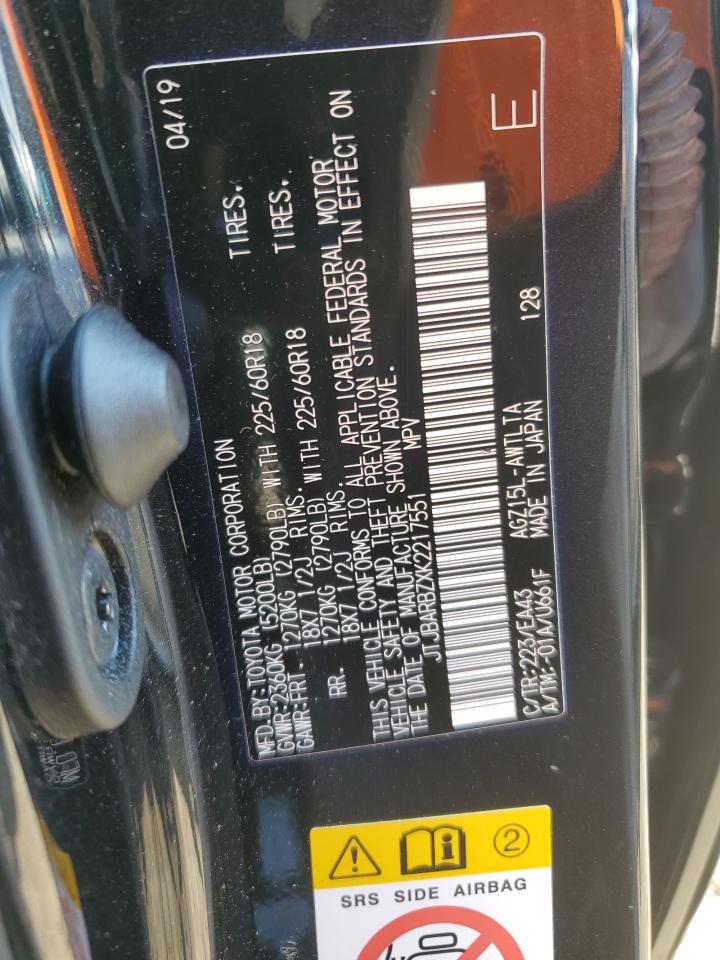 04/19
MFD.BY:TOYOTA MOTOR CORPORATION
GVWR:2360KG (5200LB)
GAWR:FRT. 1270KG (2790LB) WITH 225/60R18 TIRES.
18X7 1/2J RIMS.
RR. 1270KG (2790LB) WITH 225/60R18 TIRES.
18X7 1/2J RIMS.
THIS VEHICLE CONFORMS TO ALL APPLICABLE FEDERAL MOTOR
VEHICLE SAFETY AND THEFT PREVENTION STANDARDS IN EFFECT ON
THE DATE OF MANUFACTURE SHOWN ABOVE.
JTJBARBZXK2217551 MPV
C/TR:223/EA43 AGZ15L-AWTLTA 128
A/TM:-01A/U661F MADE IN JAPAN
E
2
SRS SIDE AIRBAG